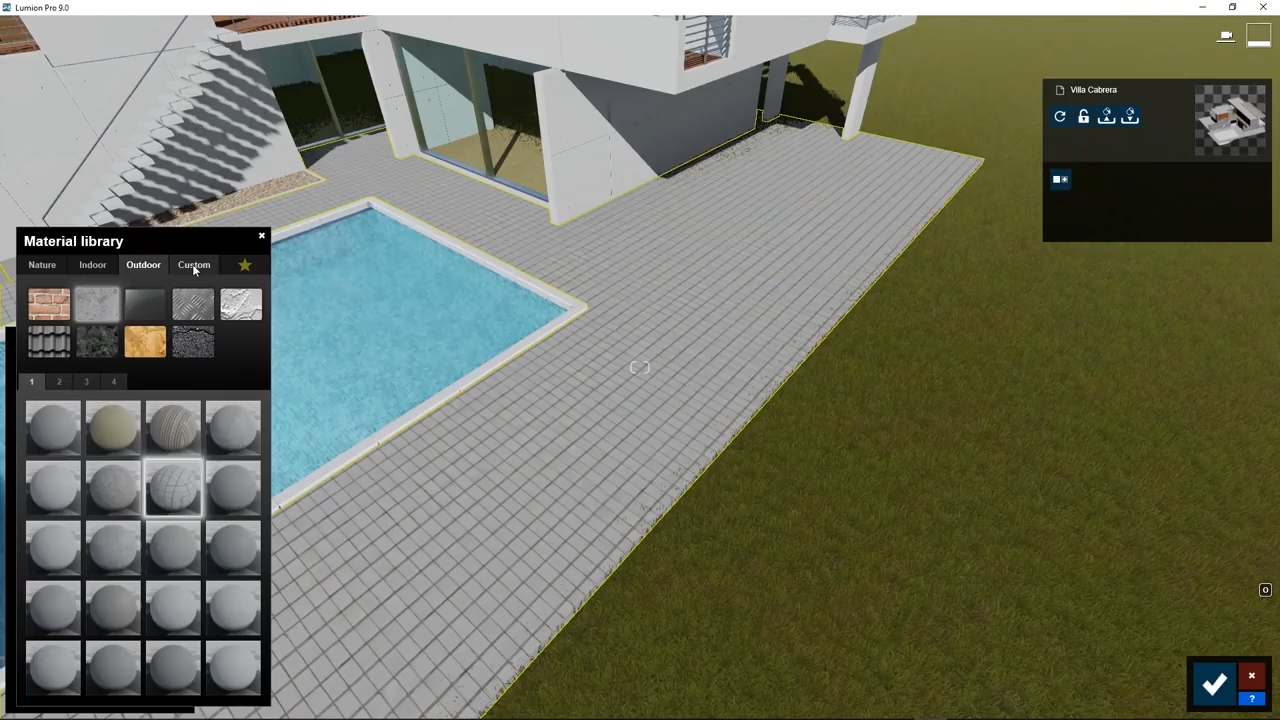 Lumion Pro 9.0
Villa Cabrera
Material library
Nature Indoor Outdoor Custom
1 2 3 4
O
?